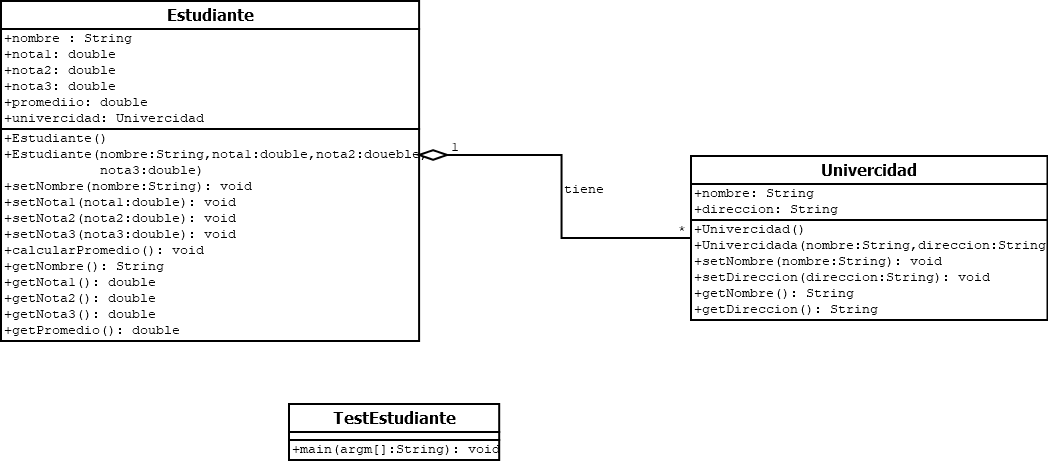 Estudiante
+nombre : String
+nota1: double
+nota2: double
+nota3: double
+promediio: double
+univercidad: Univercidad
+Estudiante()
+Estudiante(nombre:String,nota1:double,nota2:doueble,
nota3:double)
+setNombre(nombre:String): void
+setNota1(nota1:double): void
+setNota2(nota2:double): void
+setNota3(nota3:double): void
+calcularPromedio(): void
+getNombre(): String
+getNota1(): double
+getNota2(): double
+getNota3(): double
+getPromedio(): double
1
tiene
*
Univercidad
+nombre: String
+direccion: String
+Univercidad()
+Univercidada(nombre:String,direccion:String
+setNombre(nombre:String): void
+setDireccion(direccion:String): void
+getNombre(): String
+getDireccion(): String
TestEstudiante
+main(argm[]:String): void